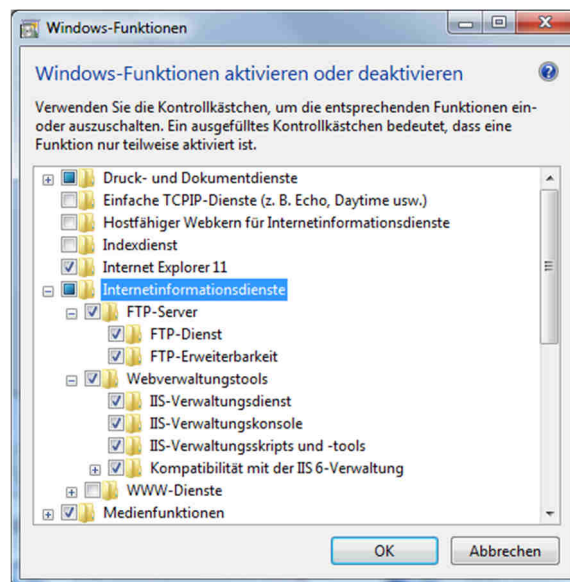 Windows-Funktionen
Windows-Funktionen aktivieren oder deaktivieren
Verwenden Sie die Kontrollkästchen, um die entsprechenden Funktionen ein-
oder auszuschalten. Ein ausgefülltes Kontrollkästchen bedeutet, dass eine
Funktion nur teilweise aktiviert ist.
Druck- und Dokumentdienste
Einfache TCPIP-Dienste (z. B. Echo, Daytime usw.)
Hostfähiger Webkern für Internetinformationsdienste
Indexdienst
Internet Explorer 11
Internetinformationsdienste
FTP-Server
FTP-Dienst
FTP-Erweiterbarkeit
Webverwaltungstools
IIS-Verwaltungsdienst
IIS-Verwaltungskonsole
IIS-Verwaltungsskripts und -tools
Kompatibilität mit der IIS 6-Verwaltung
WWW-Dienste
Medienfunktionen
OK Abbrechen